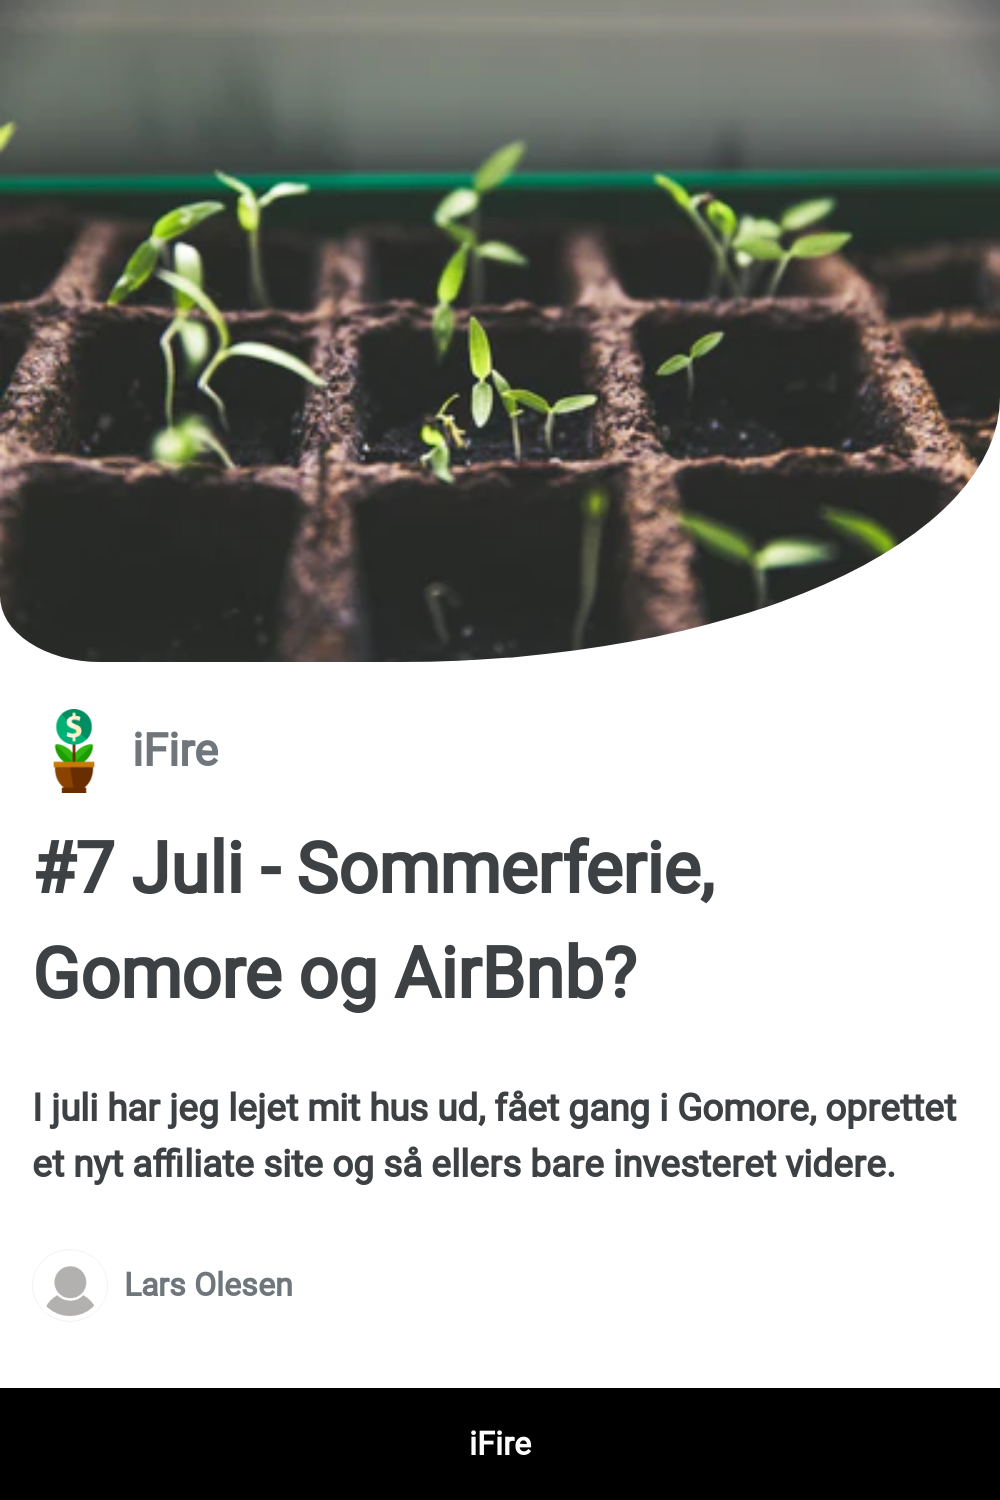 $
iFire
#7 Juli - Sommerferie,
Gomore og AirBnb?
I juli har jeg lejet mit hus ud, fået gang i Gomore, oprettet
et nyt affiliate site og så ellers bare investeret videre.
Lars Olesen
iFire